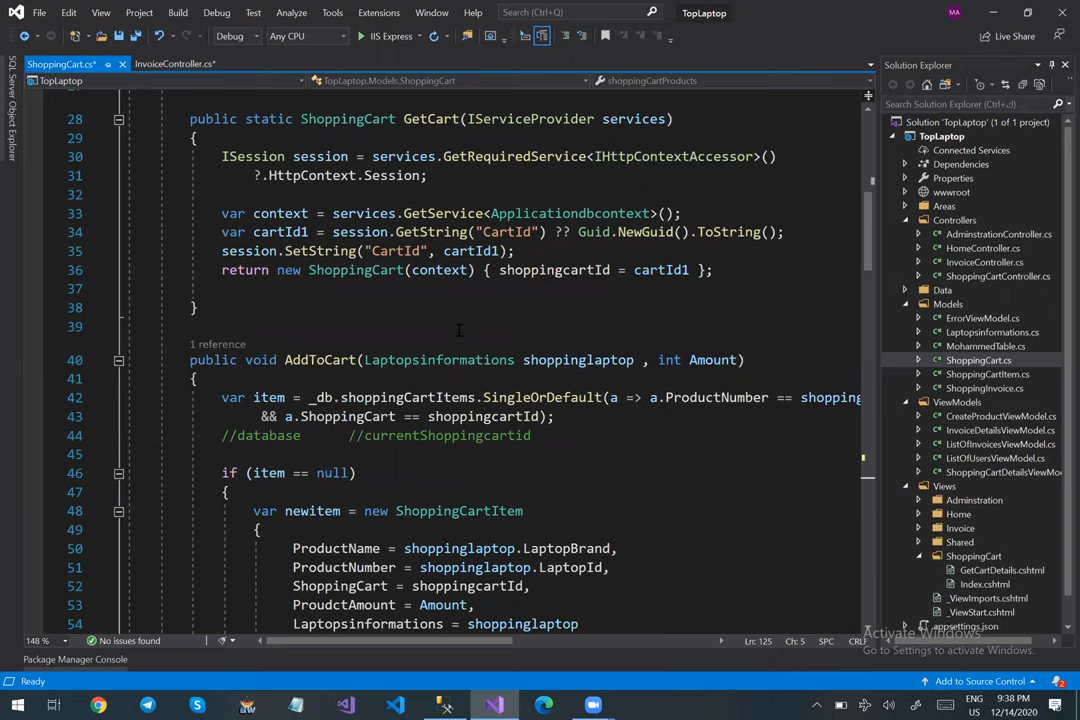 File Edit View Project Build Debug Test Analyze Tools Extensions Window Help Search (Ctrl+Q) TopLaptop MA
Debug Any CPU IIS Express Live Share
ShoppingCart.cs* InvoiceController.cs*
TopLaptop TopLaptop.Models.ShoppingCart shoppingCartProducts
SQL Server Object Explorer
28 public static ShoppingCart GetCart(IServiceProvider services)
29 {
30 ISession session = services.GetRequiredService<IHttpContextAccessor>()
31 ?.HttpContext.Session;
32
33 var context = services.GetService<Applicationdbcontext>();
34 var cartId1 = session.GetString("CartId") ?? Guid.NewGuid().ToString();
35 session.SetString("CartId", cartId1);
36 return new ShoppingCart(context) { shoppingcartId = cartId1 };
37
38 }
39
1 reference
40 public void AddToCart(Laptopsinformations shoppinglaptop , int Amount)
41 {
42 var item = _db.shoppingCartItems.SingleOrDefault(a => a.ProductNumber == shopping
43 && a.ShoppingCart == shoppingcartId);
44 //database //currentShoppingcartid
45
46 if (item == null)
47 {
48 var newitem = new ShoppingCartItem
49 {
50 ProductName = shoppinglaptop.LaptopBrand,
51 ProductNumber = shoppinglaptop.LaptopId,
52 ShoppingCart = shoppingcartId,
53 ProudctAmount = Amount,
54 Laptopsinformations = shoppinglaptop
148 % No issues found Ln: 125 Ch: 5 SPC CRLF
Package Manager Console
Solution Explorer
Search Solution Explorer (Ctrl+ك)
Solution 'TopLaptop' (1 of 1 project)
TopLaptop
Connected Services
Dependencies
Properties
wwwroot
Areas
Controllers
AdminstrationController.cs
HomeController.cs
InvoiceController.cs
ShoppingCartController.cs
Data
Models
ErrorViewModel.cs
Laptopsinformations.cs
MohammedTable.cs
ShoppingCart.cs
ShoppingCartItem.cs
ShoppingInvoice.cs
ViewModels
CreateProductViewModel.cs
InvoiceDetailsViewModel.cs
ListOfInvoicesViewModel.cs
ListOfUsersViewModel.cs
ShoppingCartDetailsViewMo
Views
Adminstration
Home
Invoice
Shared
ShoppingCart
GetCartDetails.cshtml
Index.cshtml
_ViewImports.cshtml
_ViewStart.cshtml
appsettings.json
Activate Windows
Go to Settings to activate Windows.
Ready Add to Source Control 2
ENG US 9:38 PM 12/14/2020